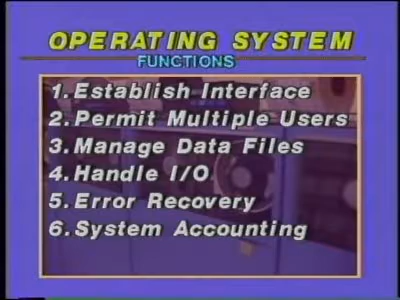 OPERATING SYSTEM
FUNCTIONS
1. Establish Interface
2. Permit Multiple Users
3. Manage Data Files
4. Handle I/O
5. Error Recovery
6. System Accounting